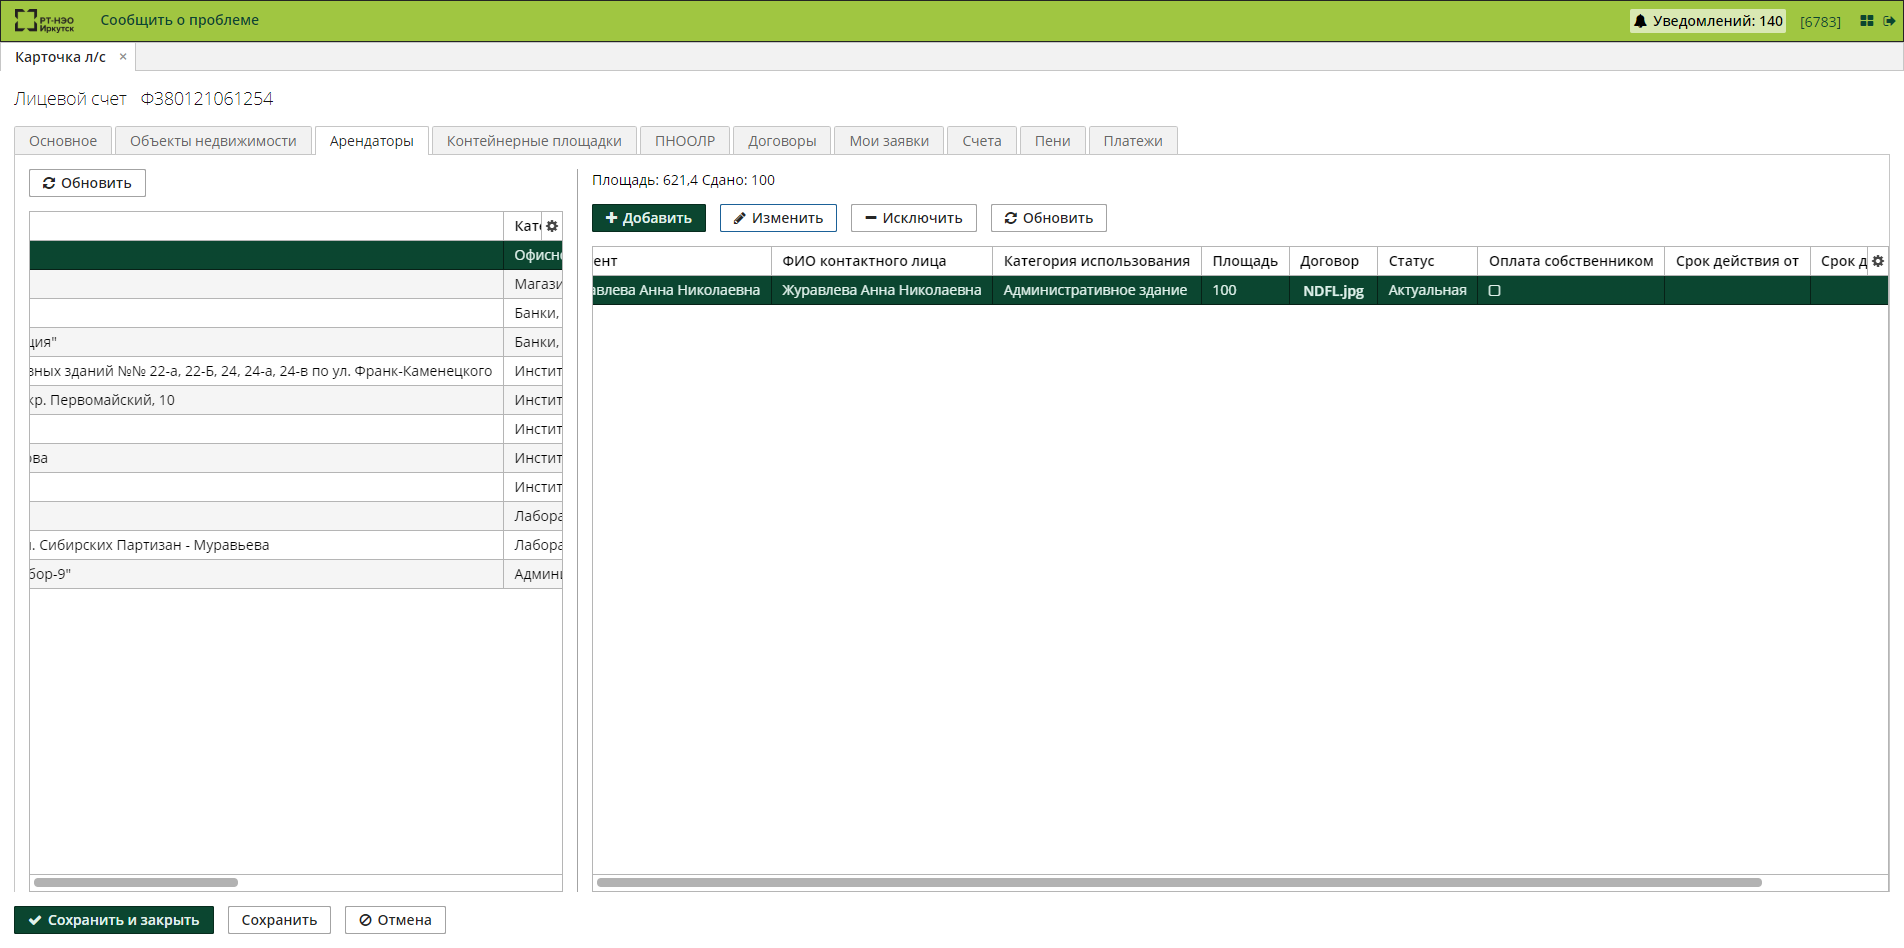 РТ-НЭО Иркутск
Сообщить о проблеме
Уведомлений: 140
[6783]
Карточка л/с ×
Лицевой счет Ф380121061254
Основное
Объекты недвижимости
Арендаторы
Контейнерные площадки
ПНООЛР
Договоры
Мои заявки
Счета
Пени
Платежи
Обновить
Кате
Офисн
Магази
Банки,
ция" Банки,
вных зданий №№ 22-а, 22-Б, 24, 24-а, 24-в по ул. Франк-Каменецкого Инстит
кр. Первомайский, 10 Инстит
Инстит
ова Инстит
Инстит
Лабора
л. Сибирских Партизан - Муравьева Лабора
бор-9" Админи
Площадь: 621,4 Сдано: 100
Добавить
Изменить
Исключить
Обновить
ент ФИО контактного лица Категория использования Площадь Договор Статус Оплата собственником Срок действия от Срок д
авлева Анна Николаевна Журавлева Анна Николаевна Административное здание 100 NDFL.jpg Актуальная
Сохранить и закрыть
Сохранить
Отмена